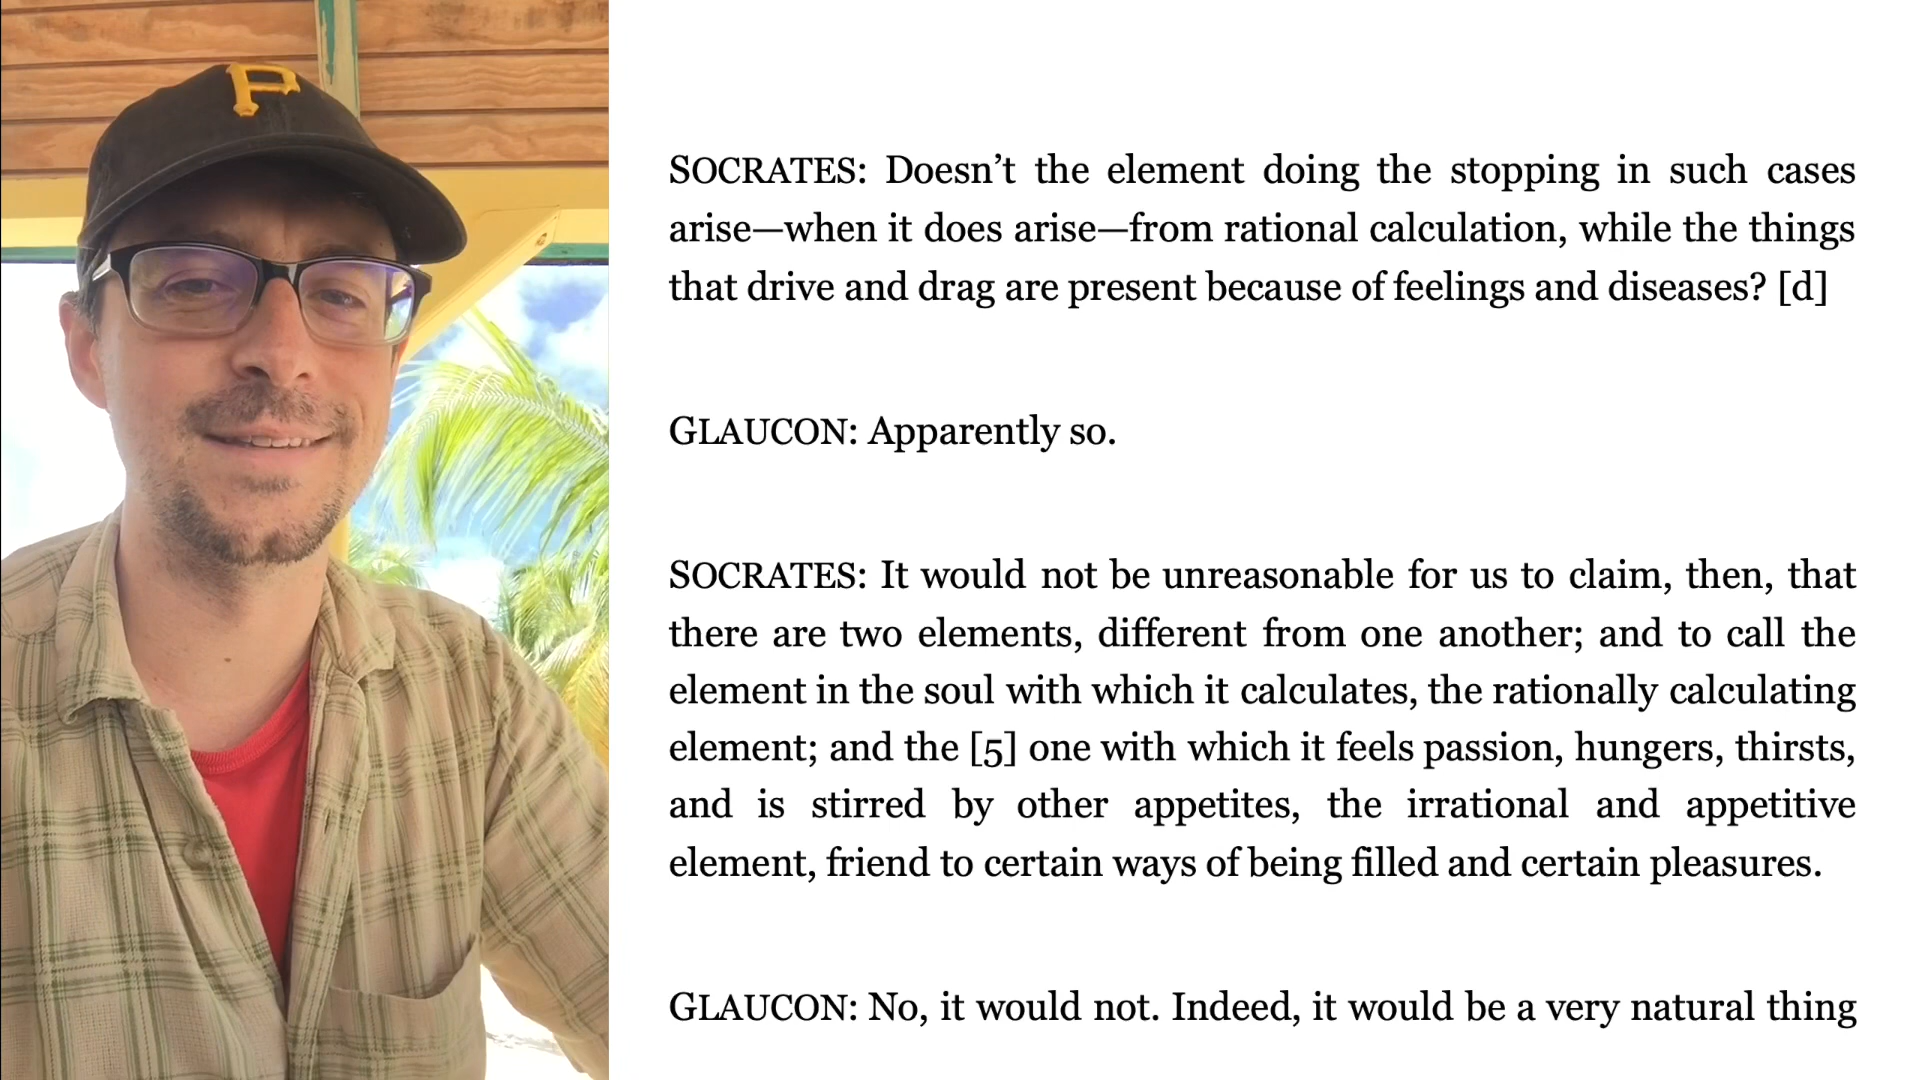 P
SOCRATES: Doesn’t the element doing the stopping in such cases
arise—when it does arise—from rational calculation, while the things
that drive and drag are present because of feelings and diseases? [d]
GLAUCON: Apparently so.
SOCRATES: It would not be unreasonable for us to claim, then, that
there are two elements, different from one another; and to call the
element in the soul with which it calculates, the rationally calculating
element; and the [5] one with which it feels passion, hungers, thirsts,
and is stirred by other appetites, the irrational and appetitive
element, friend to certain ways of being filled and certain pleasures.
GLAUCON: No, it would not. Indeed, it would be a very natural thing